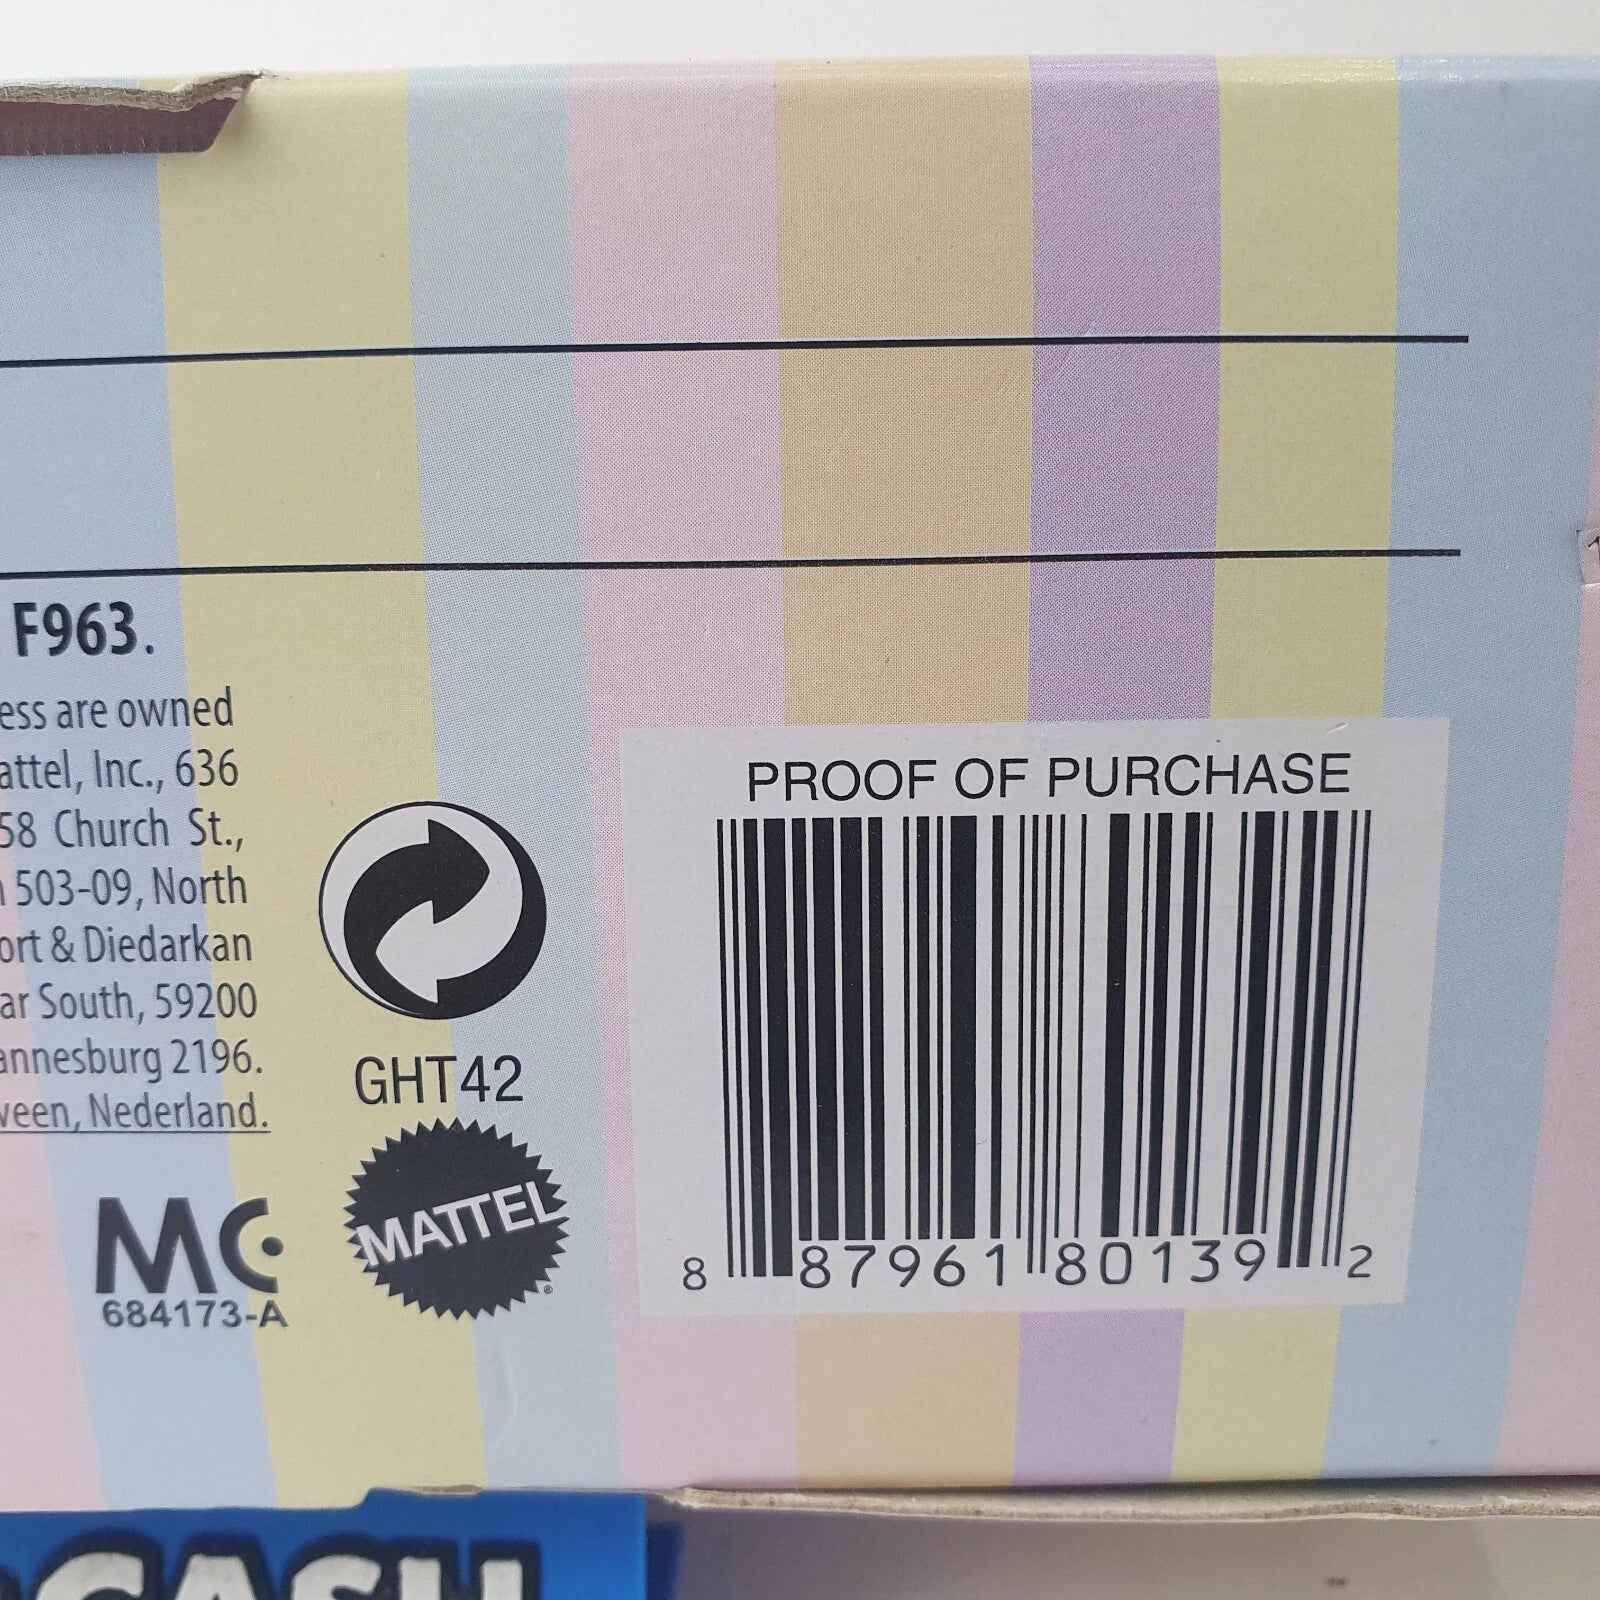 F963.
ess are owned
attel, Inc., 636
58 Church St.,
503-09, North
ort & Diedarkan
ar South, 59200
annesburg 2196.
veen, Nederland.
GHT42
MATTEL
MC
684173-A
PROOF OF PURCHASE
8 87961 80139 2
CASH